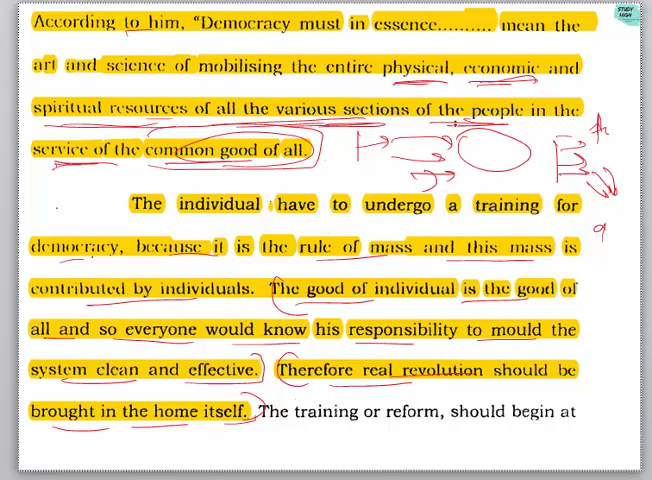 STUDY
HIGH
According to him, “Democracy must in essence.......... mean the
art and science of mobilising the entire physical, economic and
spiritual resources of all the various sections of the people in the
service of the common good of all.
The individual have to undergo a training for
democracy, because it is the rule of mass and this mass is
contributed by individuals. The good of individual is the good of
all and so everyone would know his responsibility to mould the
system clean and effective. Therefore real revolution should be
brought in the home itself. The training or reform, should begin at